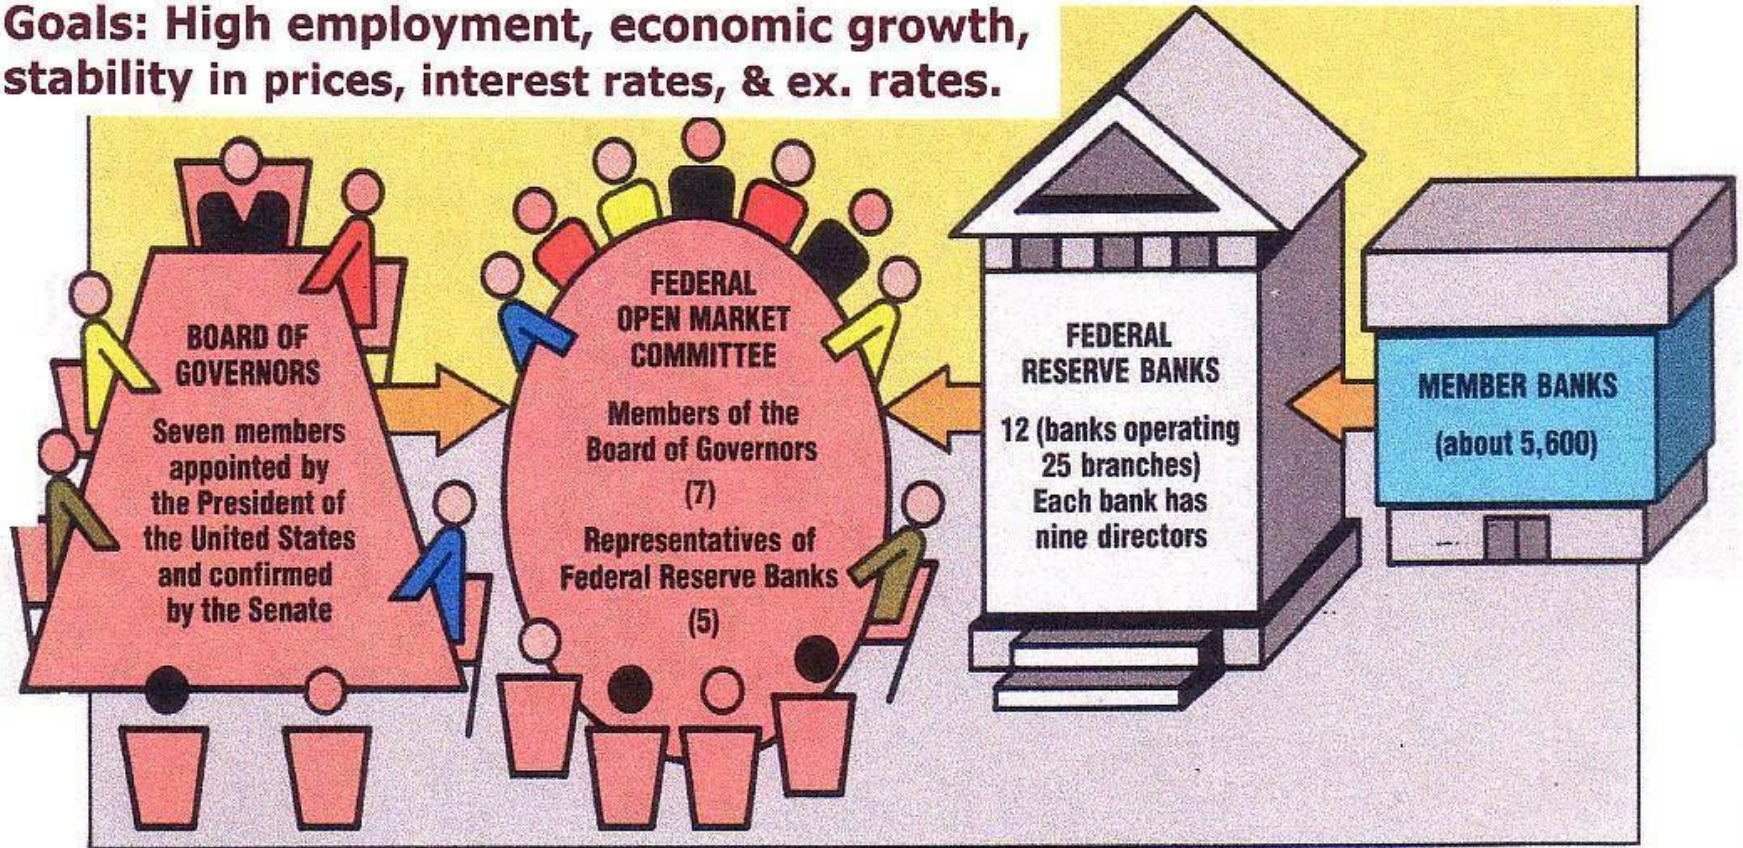 Goals: High employment, economic growth,
stability in prices, interest rates, & ex. rates.
BOARD OF
GOVERNORS
Seven members
appointed by
the President of
the United States
and confirmed
by the Senate
FEDERAL
OPEN MARKET
COMMITTEE
Members of the
Board of Governors
(7)
Representatives of
Federal Reserve Banks
(5)
FEDERAL
RESERVE BANKS
12 (banks operating
25 branches)
Each bank has
nine directors
MEMBER BANKS
(about 5,600)